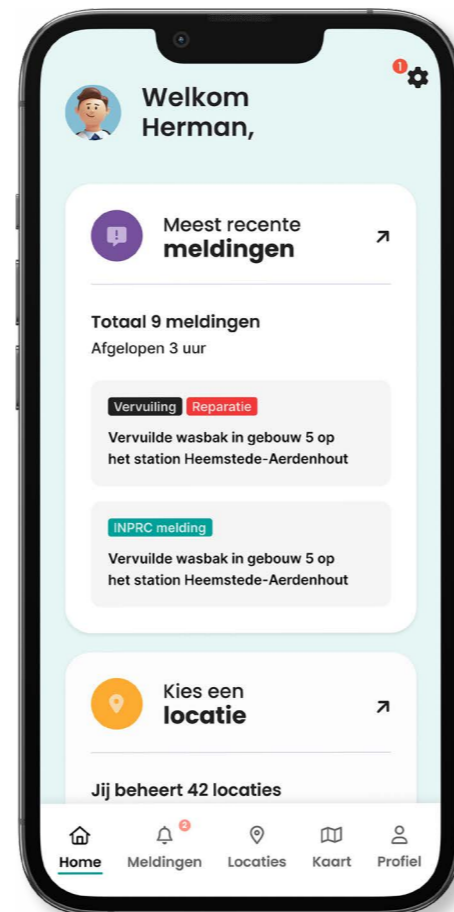 Welkom
Herman,
1
Meest recente
meldingen
Totaal 9 meldingen
Afgelopen 3 uur
Vervuiling Reparatie
Vervuilde wasbak in gebouw 5 op
het station Heemstede-Aerdenhout
INPRC melding
Vervuilde wasbak in gebouw 5 op
het station Heemstede-Aerdenhout
Kies een
locatie
Jij beheert 42 locaties
2
Home Meldingen Locaties Kaart Profiel